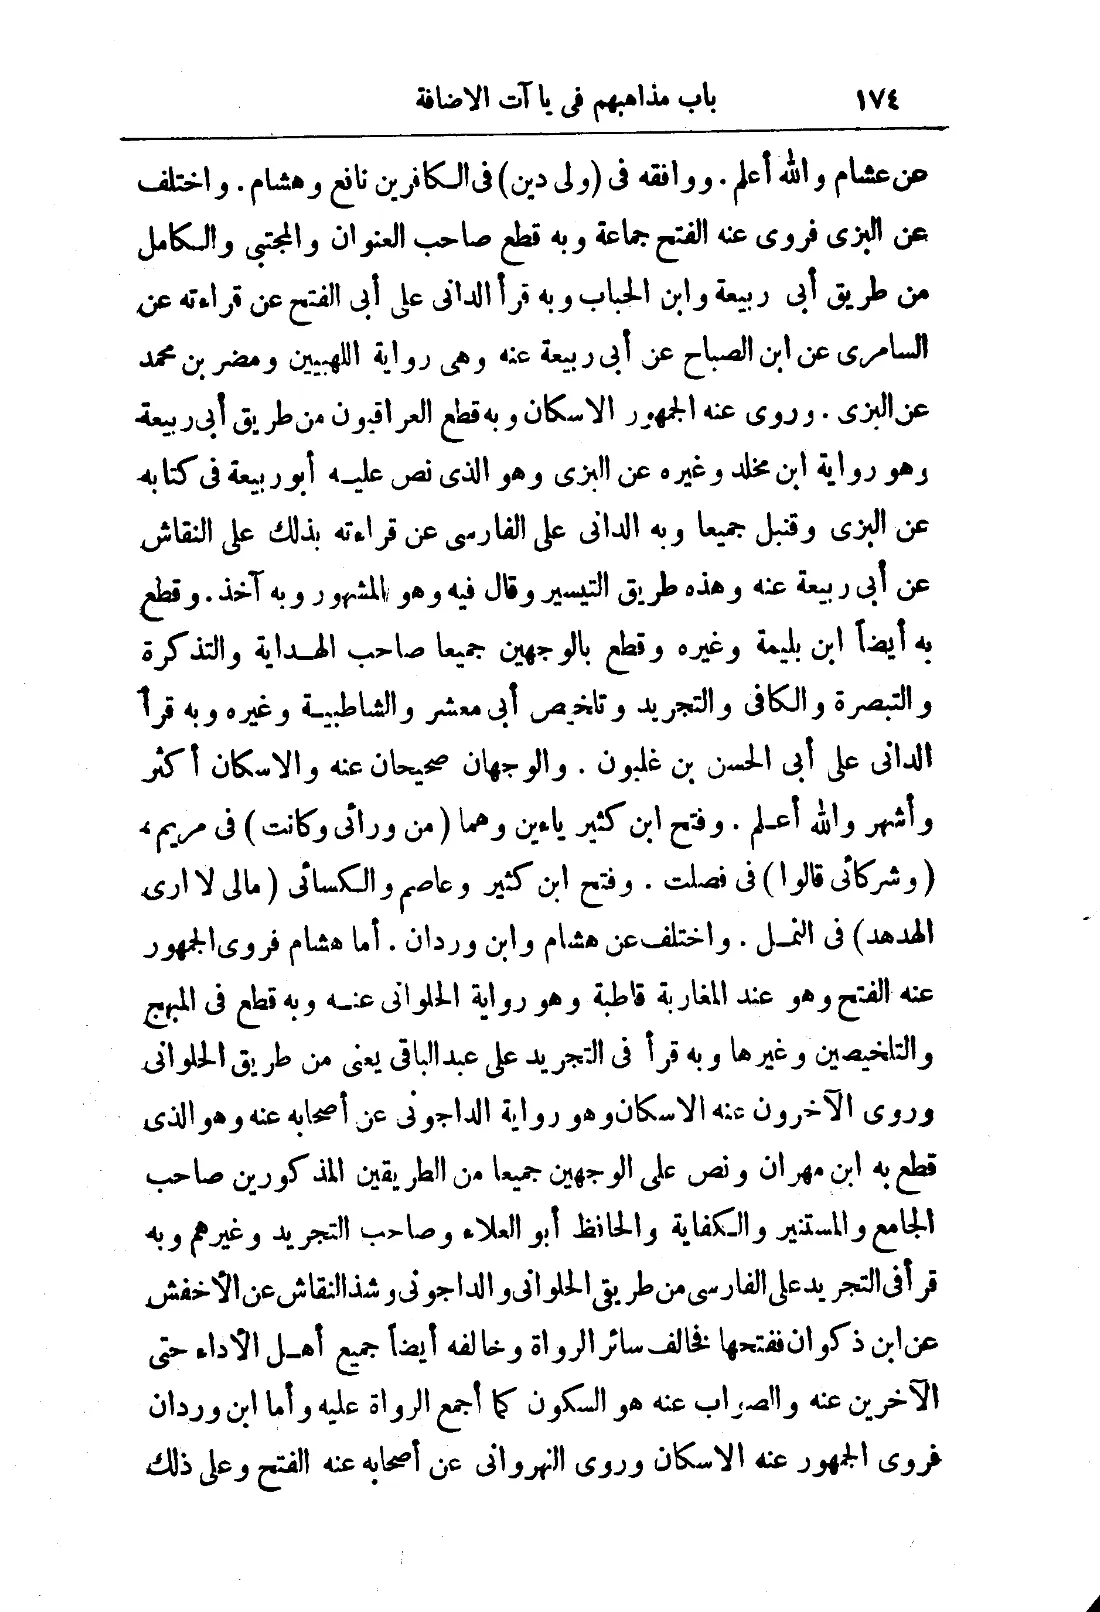 ١٧٤ باب مذاهبهم فى يا آت الاضافة
عن هشام والله أعلم . ووافقه فى (ولى دين) فى الكافرين نافع وهشام . واختلف
عن البزى فروى عنه الفتح جماعة وبه قطع صاحب العنوان والمجتبى والكامل
من طريق أبى ربيعة وابن الحباب وبه قرأ الدانى على أبى الفتح عن قراءته عن
السامرى عن ابن الصباح عن أبى ربيعة عنه وهى رواية اللهبيين ومضر بن محمد
عن البزى . وروى عنه الجمهور الاسكان وبه قطع العراقيون من طريق أبى ربيعة
وهو رواية ابن مخلد وغيره عن البزى وهو الذى نص عليه أبو ربيعة فى كتابه
عن البزى وقنبل جميعا وبه الدانى على الفارسى عن قراءته بذلك على النقاش
عن أبى ربيعة عنه وهذه طريق التيسير وقال فيه وهو المشهور وبه آخذ . وقطع
به أيضاً ابن بليمة وغيره وقطع بالوجهين جميعا صاحب الهداية والتذكرة
والتبصرة والكافى والتجريد وتلخيص أبى معشر والشاطبية وغيره وبه قرأ
الدانى على أبى الحسن بن غلبون . والوجهان صحيحان عنه والاسكان أكثر
وأشهر والله أعلم . وفتح ابن كثير ياءين وهما (من ورائى وكانت) فى مريم ،
(وشركائى قالوا) فى فصلت . وفتح ابن كثير وعاصم والكسائى (مالى لا ارى
الهدهد) فى النمل . واختلف عن هشام وابن وردان . أما هشام فروى الجمهور
عنه الفتح وهو عند المغاربة قاطبة وهو رواية الحلوانى عنه وبه قطع فى المبهج
والتلخيصين وغيرها وبه قرأ فى التجريد على عبد الباقى يعنى من طريق الحلوانى
وروى الآخرون عنه الاسكان وهو رواية الداجونى عن أصحابه عنه وهو الذى
قطع به ابن مهران ونص على الوجهين جميعا من الطريقين المذكورين صاحب
الجامع والمستنير والكفاية والحافظ أبو العلاء وصاحب التجريد وغيرهم وبه
قرأ فى التجريد على الفارسى من طريقى الحلوانى والداجونى وشذ النقاش عن الأخفش
عن ابن ذكوان ففتحها فخالف سائر الرواة وخالفه أيضاً جميع أهل الأداء حتى
الآخرين عنه والصواب عنه هو السكون كما أجمع الرواة عليه وأما ابن وردان
فروى الجمهور عنه الاسكان وروى النهروانى عن أصحابه عنه الفتح وعلى ذلك